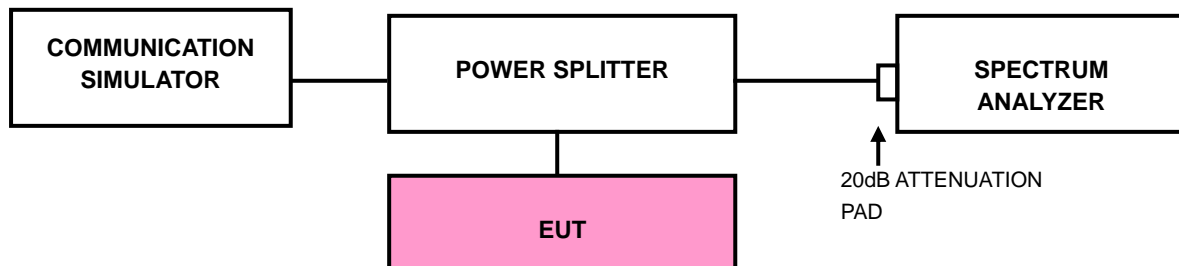 COMMUNICATION
SIMULATOR
POWER SPLITTER
SPECTRUM
ANALYZER
20dB ATTENUATION
PAD
EUT